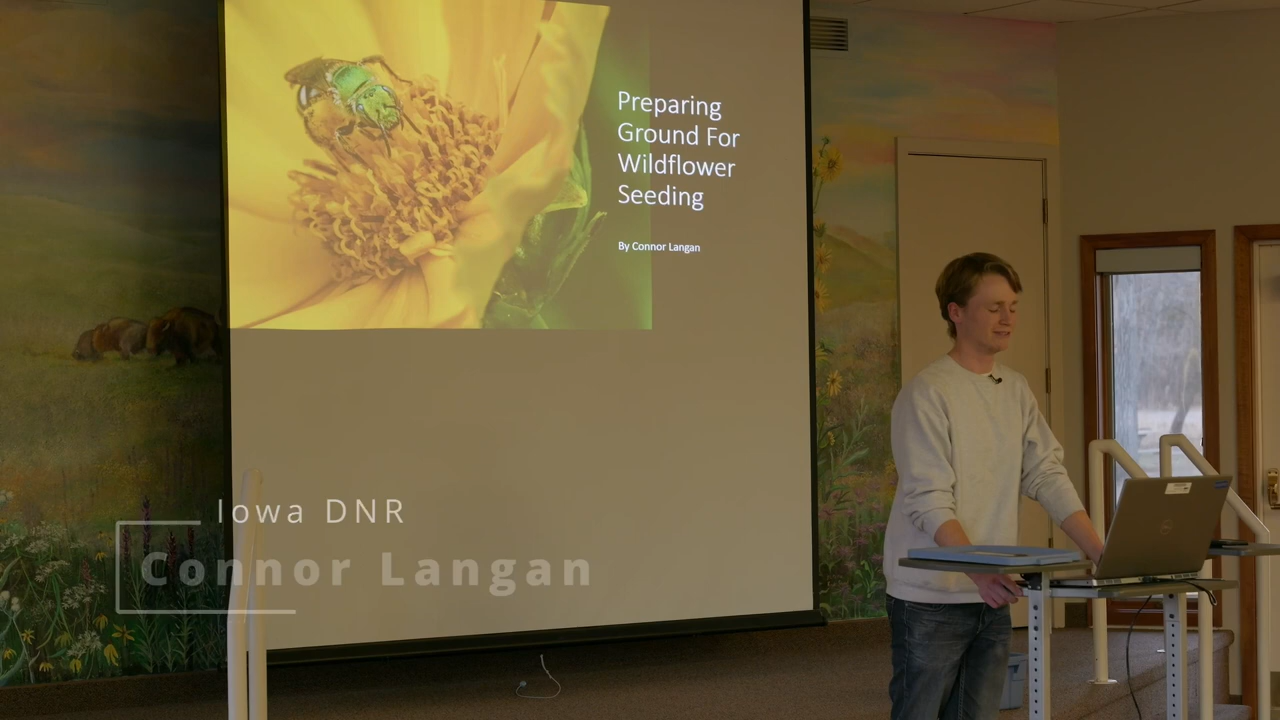 Preparing
Ground For
Wildflower
Seeding
By Connor Langan
Iowa DNR
Connor Langan